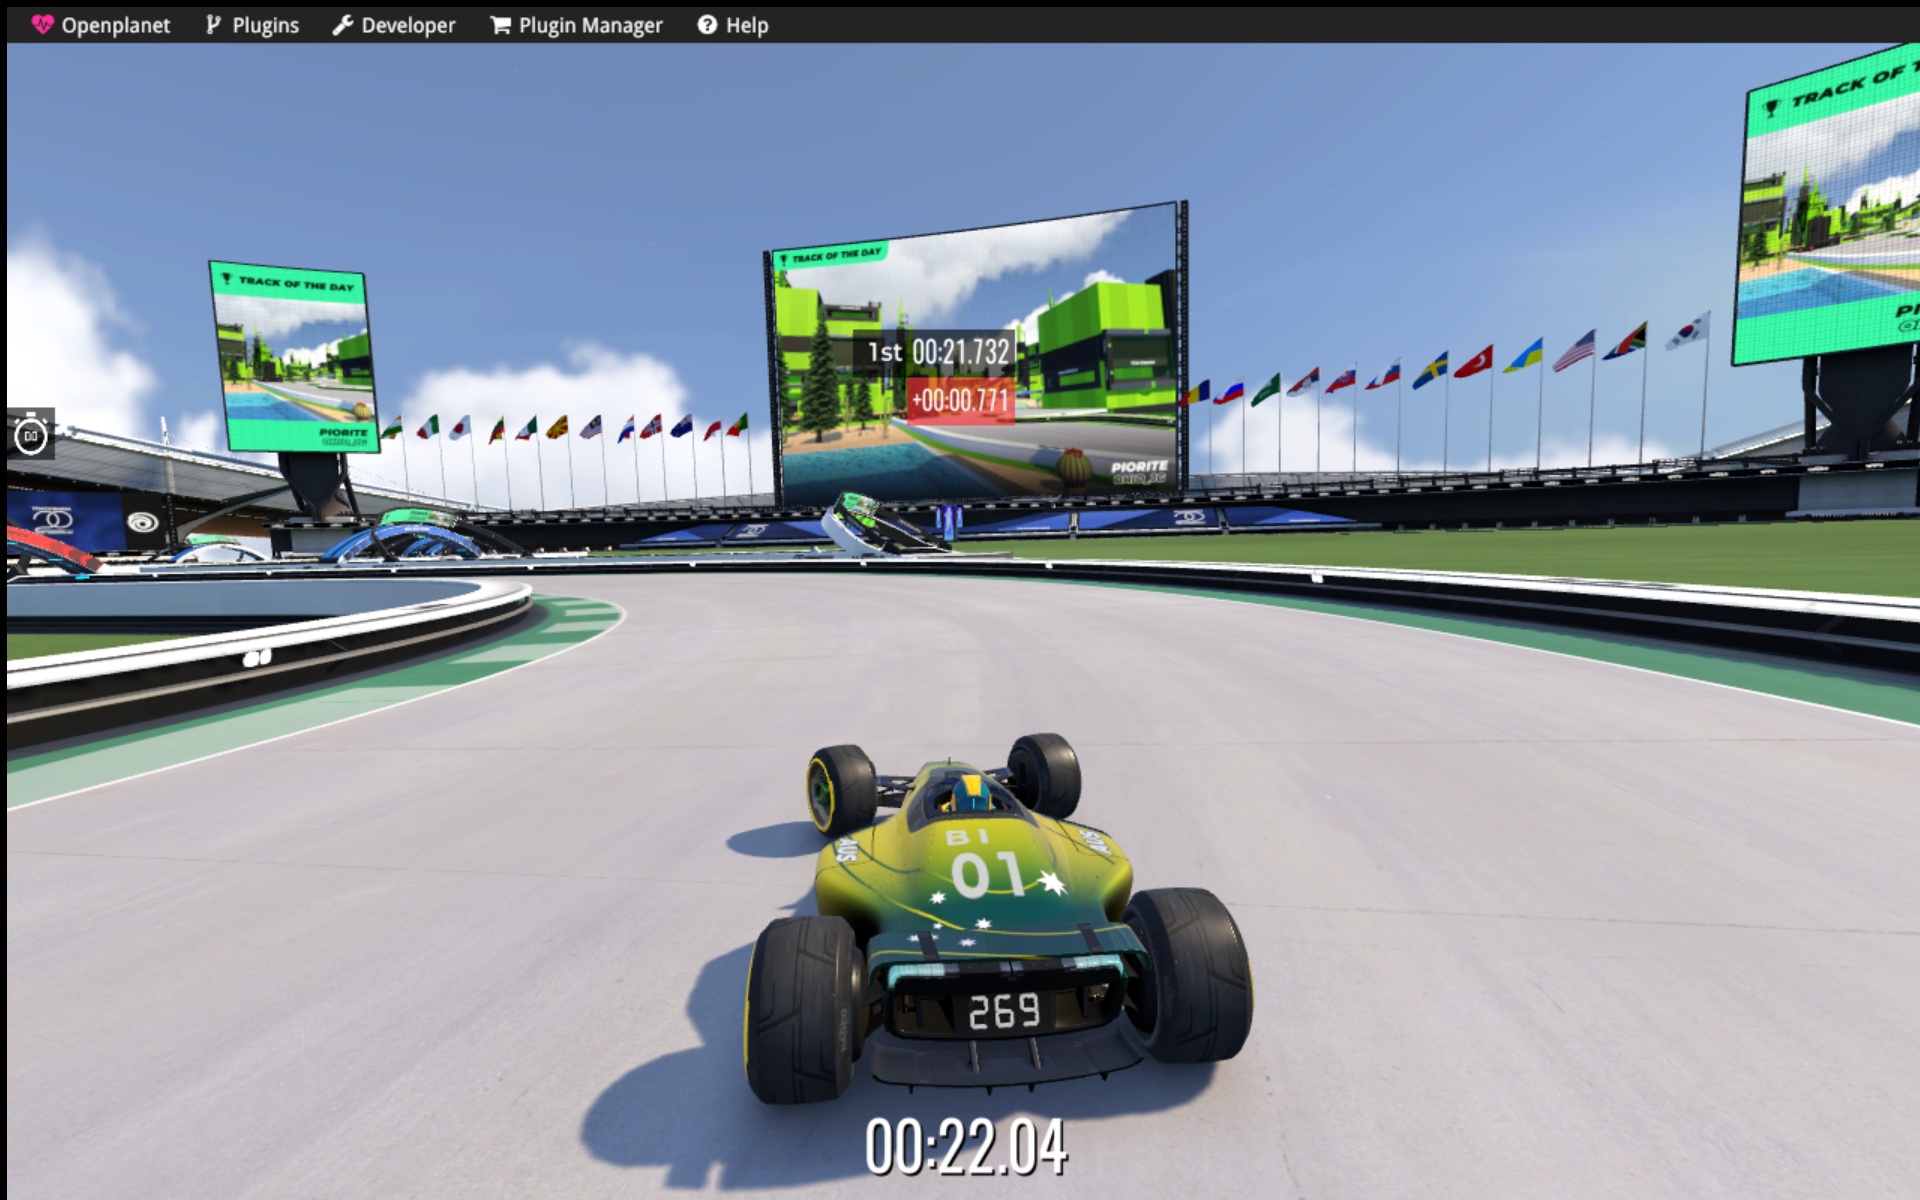 Openplanet Plugins Developer Plugin Manager Help
TRACK OF T
TRACK OF THE DAY
TRACK OF THE DAY
1st 00:21.732
+00:00.771
PIORITE
PIORITE
BI
01
AUS
AUS
269
00:22.04